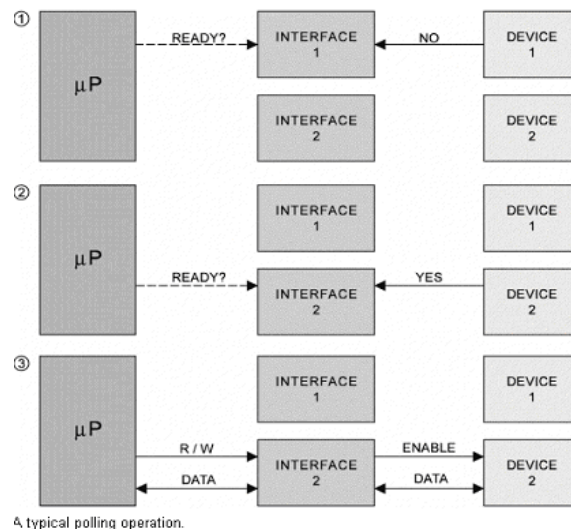 ①
READY?
INTERFACE
1
NO
DEVICE
1
μP
INTERFACE
2
DEVICE
2
②
INTERFACE
1
DEVICE
1
μP
READY?
INTERFACE
2
YES
DEVICE
2
③
INTERFACE
1
DEVICE
1
μP
R / W
ENABLE
DATA
INTERFACE
2
DATA
DEVICE
2
A typical polling operation.